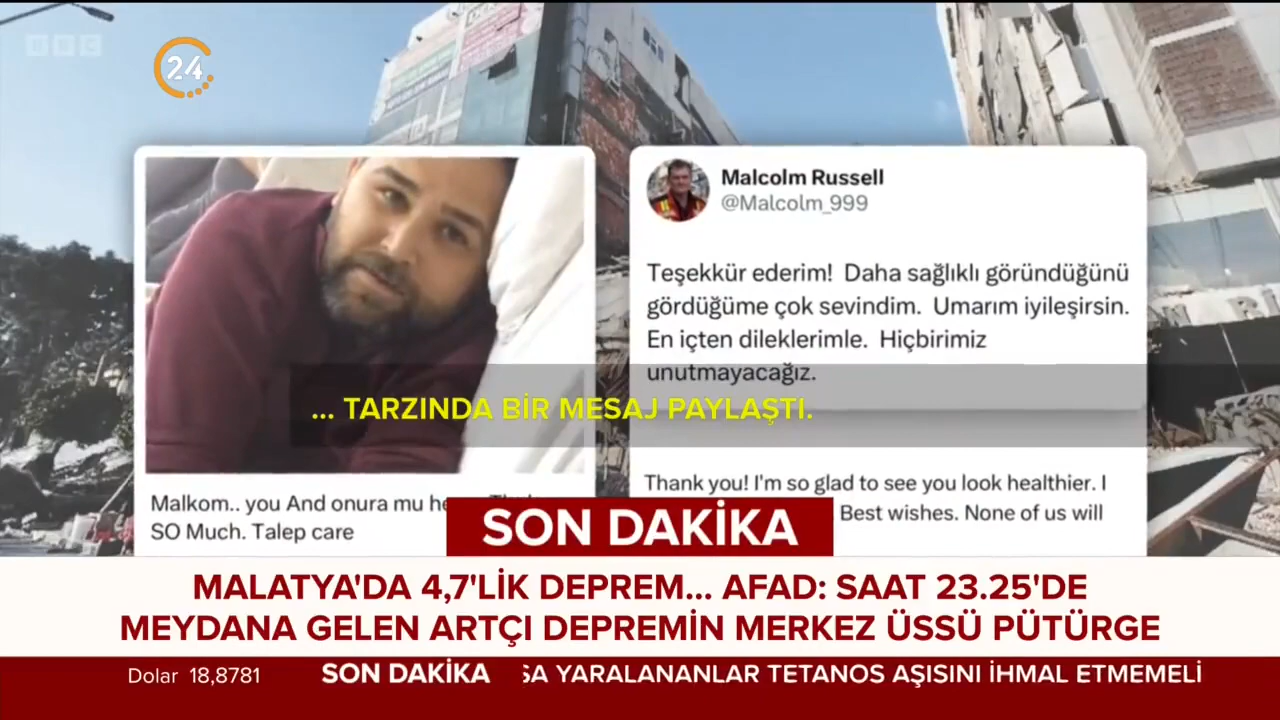 BBC
24
Malcolm Russell
@Malcolm_999
Teşekkür ederim! Daha sağlıklı göründüğünü
gördüğüme çok sevindim. Umarım iyileşirsin.
En içten dileklerimle. Hiçbirimiz
unutmayacağız.
... TARZINDA BİR MESAJ PAYLAŞTI.
Malkom.. you And onura mu
SO Much. Talep care
Thank you! I'm so glad to see you look healthier. I
Best wishes. None of us will
SON DAKİKA
MALATYA'DA 4,7'LİK DEPREM... AFAD: SAAT 23.25'DE
MEYDANA GELEN ARTÇI DEPREMİN MERKEZ ÜSSÜ PÜTÜRGE
Dolar 18,8781 SON DAKİKA YARALANANLAR TETANOS AŞISINI İHMAL ETMEMELİ